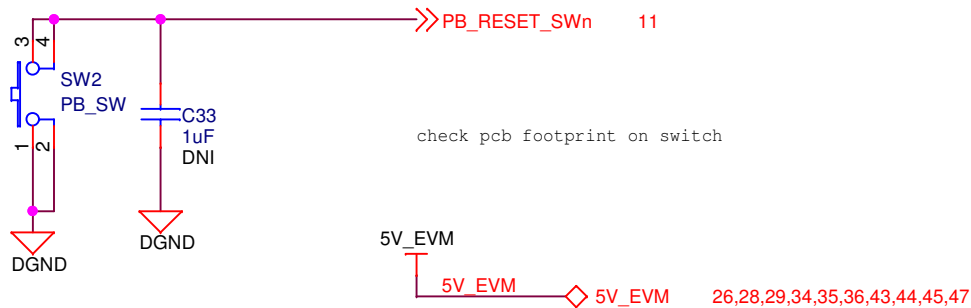 PB_RESET_SWn 11
3
4
SW2
PB_SW
C33
1uF
DNI
check pcb footprint on switch
1
2
DGND
DGND
5V_EVM
5V_EVM
5V_EVM 26,28,29,34,35,36,43,44,45,47